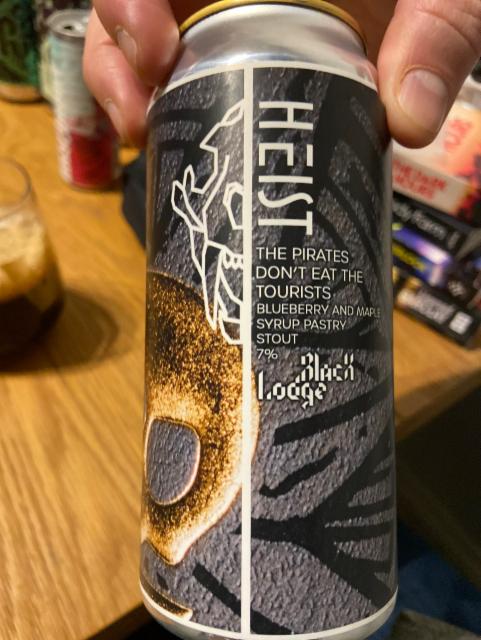 HEIST
THE PIRATES
DON'T EAT THE
TOURISTS
BLUEBERRY AND MAPLE
SYRUP PASTRY
STOUT
7%
Black
Lodge